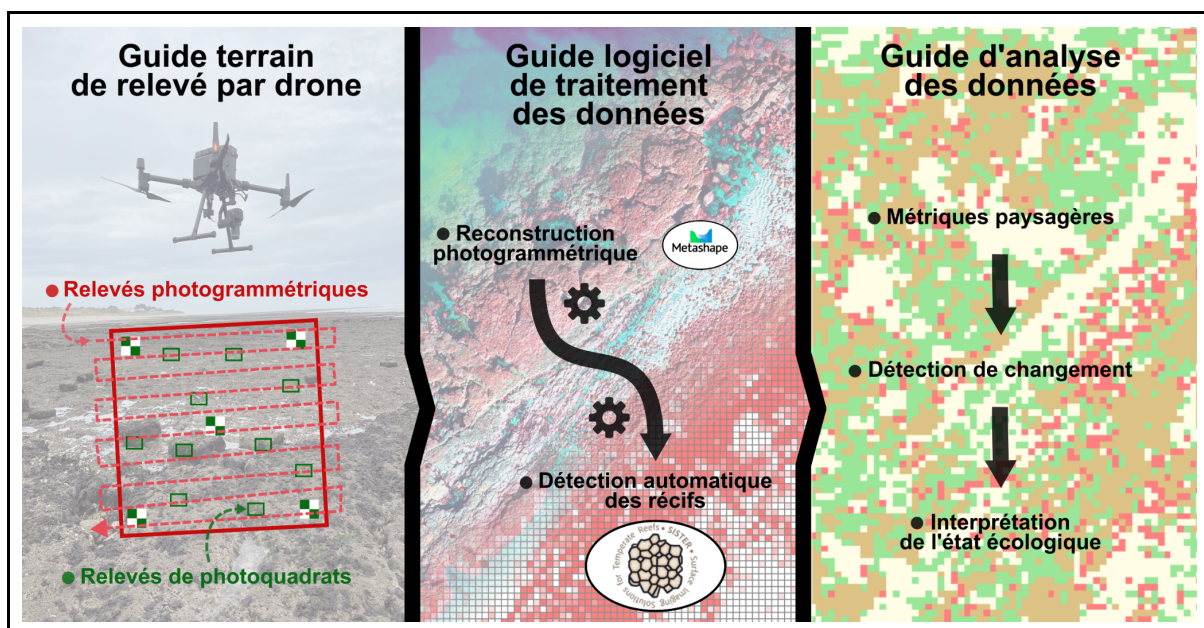 Guide terrain
de relevé par drone
● Relevés photogrammétriques
● Relevés de photoquadrats
Guide logiciel
de traitement
des données
● Reconstruction
photogrammétrique
Metashape
● Détection automatique
des récifs
SISTER • Surface Imaging Solutions for Temperate Reefs •
Guide d'analyse
des données
● Métriques paysagères
● Détection de changement
● Interprétation
de l'état écologique